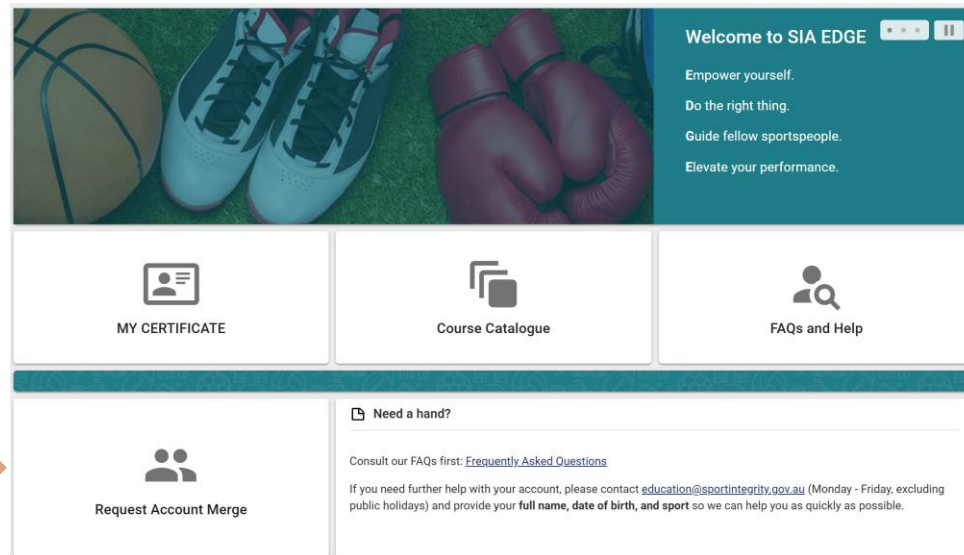 Welcome to SIA EDGE
Empower yourself.
Do the right thing.
Guide fellow sportspeople.
Elevate your performance.
MY CERTIFICATE
Course Catalogue
FAQs and Help
Request Account Merge
Need a hand?
Consult our FAQs first: Frequently Asked Questions
If you need further help with your account, please contact education@sportintegrity.gov.au (Monday - Friday, excluding
public holidays) and provide your full name, date of birth, and sport so we can help you as quickly as possible.